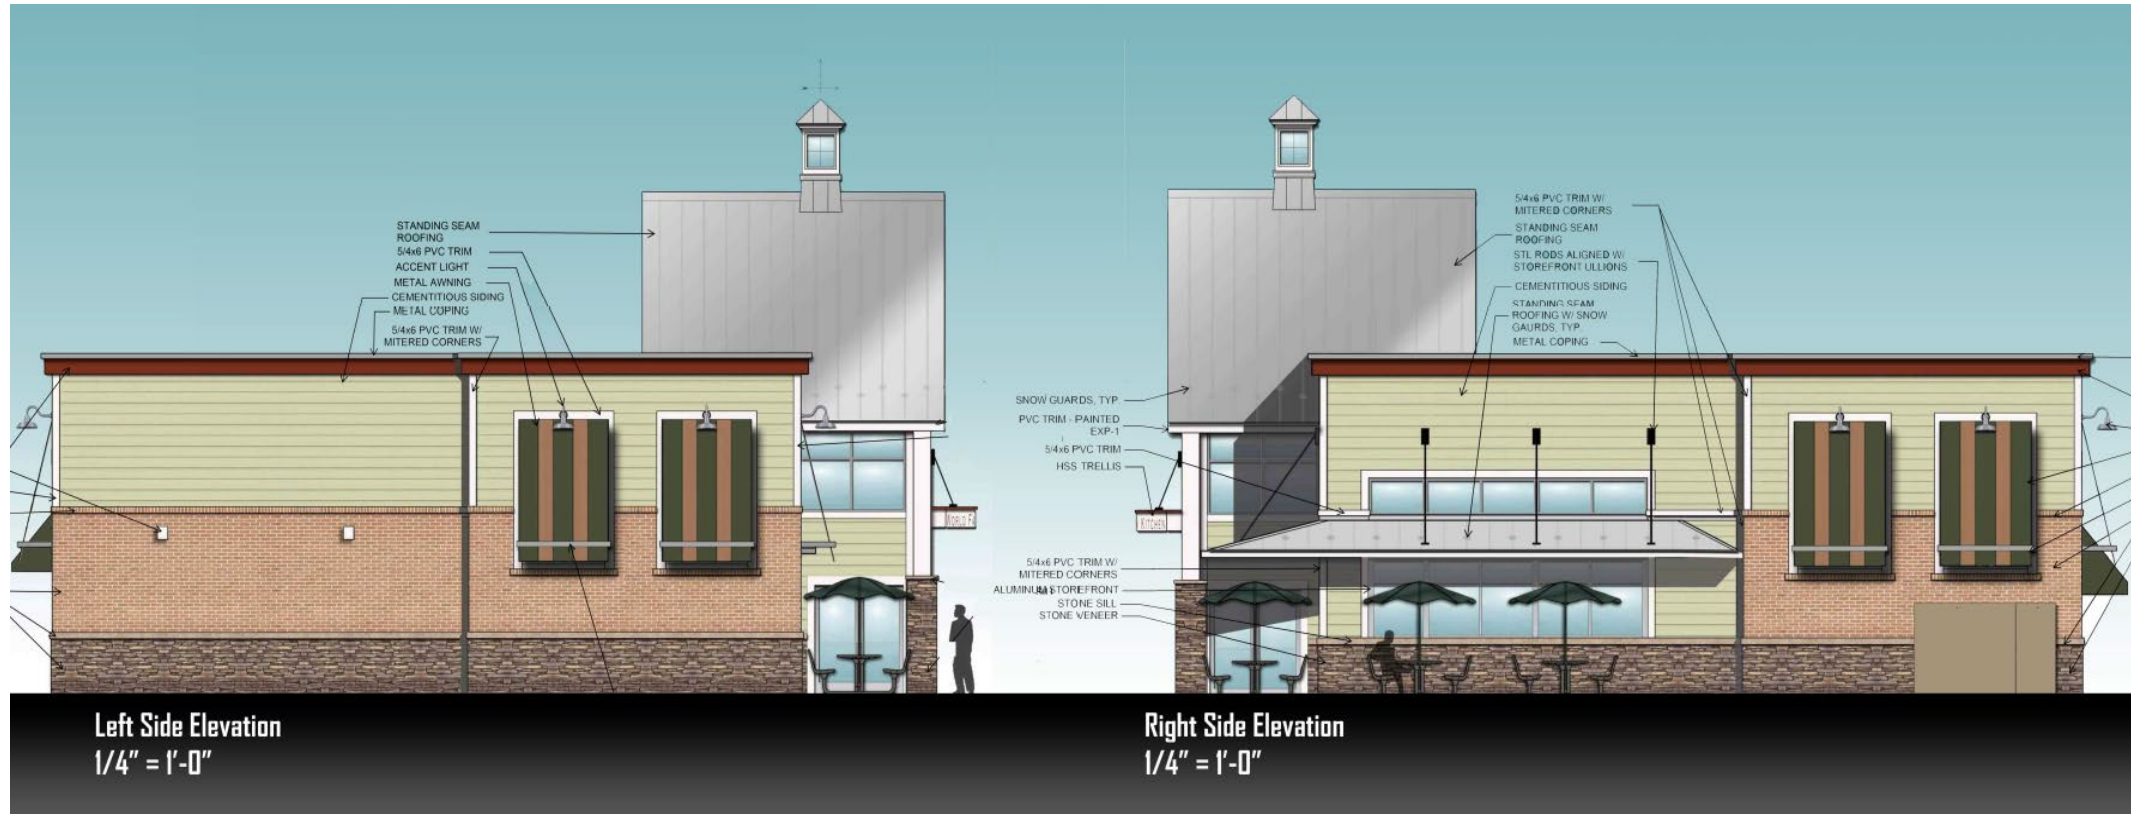 STANDING SEAM
ROOFING
5/4x6 PVC TRIM
ACCENT LIGHT
METAL AWNING
CEMENTITIOUS SIDING
METAL COPING
5/4x6 PVC TRIM W/
MITERED CORNERS
WORLD F
Left Side Elevation
1/4" = 1'-0"
5/4x6 PVC TRIM W/
MITERED CORNERS
STANDING SEAM
ROOFING
STL RODS ALIGNED W/
STOREFRONT ULLIONS
CEMENTITIOUS SIDING
STANDING SEAM
ROOFING W/ SNOW
GAURDS, TYP.
METAL COPING
SNOW GUARDS, TYP.
PVC TRIM - PAINTED
EXP-1
5/4x6 PVC TRIM
HSS TRELLIS
KITCHEN
5/4x6 PVC TRIM W/
MITERED CORNERS
ALUMINUM STOREFRONT
STONE SILL
STONE VENEER
Right Side Elevation
1/4" = 1'-0"